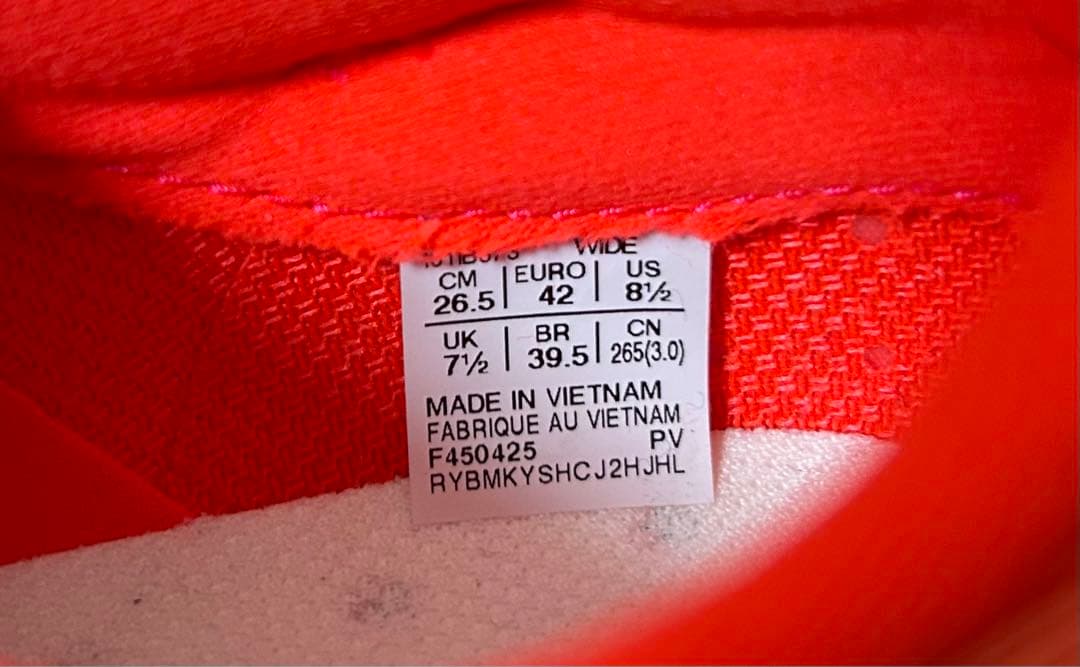 WIDE
CM | EURO | US
26.5 | 42 | 8½
UK | BR | CN
7½ | 39.5 | 265(3.0)
MADE IN VIETNAM
FABRIQUE AU VIETNAM
F450425 PV
RYBMKYSHCJ2HJHL